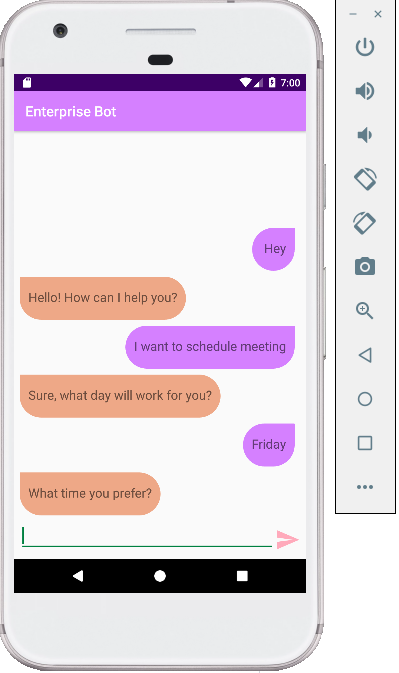 7:00
Enterprise Bot
Hey
Hello! How can I help you?
I want to schedule meeting
Sure, what day will work for you?
Friday
What time you prefer?